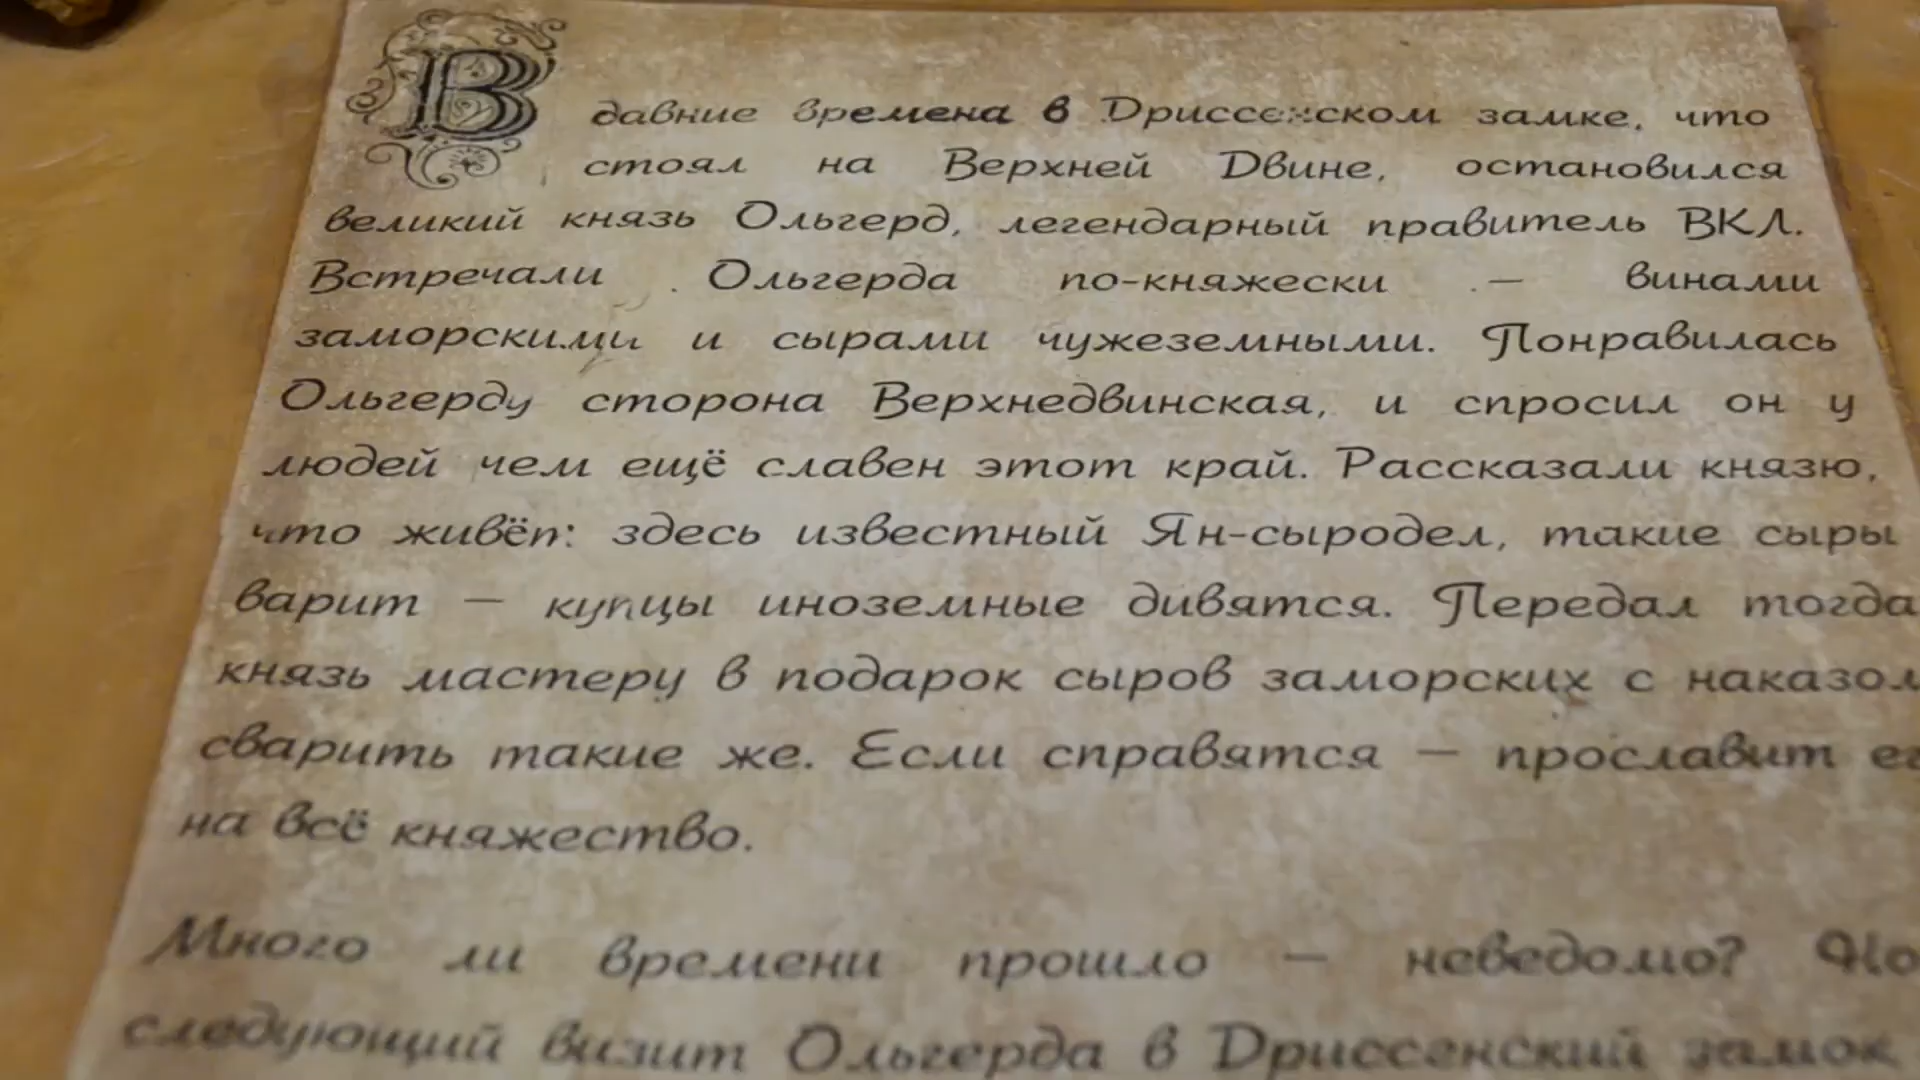 В давние времена в Дриссенском замке, что
стоял на Верхней Двине, остановился
великий князь Ольгерд, легендарный правитель ВКЛ.
Встречали Ольгерда по-княжески — винами
заморскими и сырами чужеземными. Понравилась
Ольгерду сторона Верхнедвинская, и спросил он у
людей чем ещё славен этот край. Рассказали князю,
что живёт здесь известный Ян-сыродел, такие сыры
варит — купцы иноземные дивятся. Передал тогда
князь мастеру в подарок сыров заморских с наказом
сварить такие же. Если справятся — прославит ег
на всё княжество.
Много ли времени прошло — неведомо? Но
следующий визит Ольгерда в Дриссенский замок